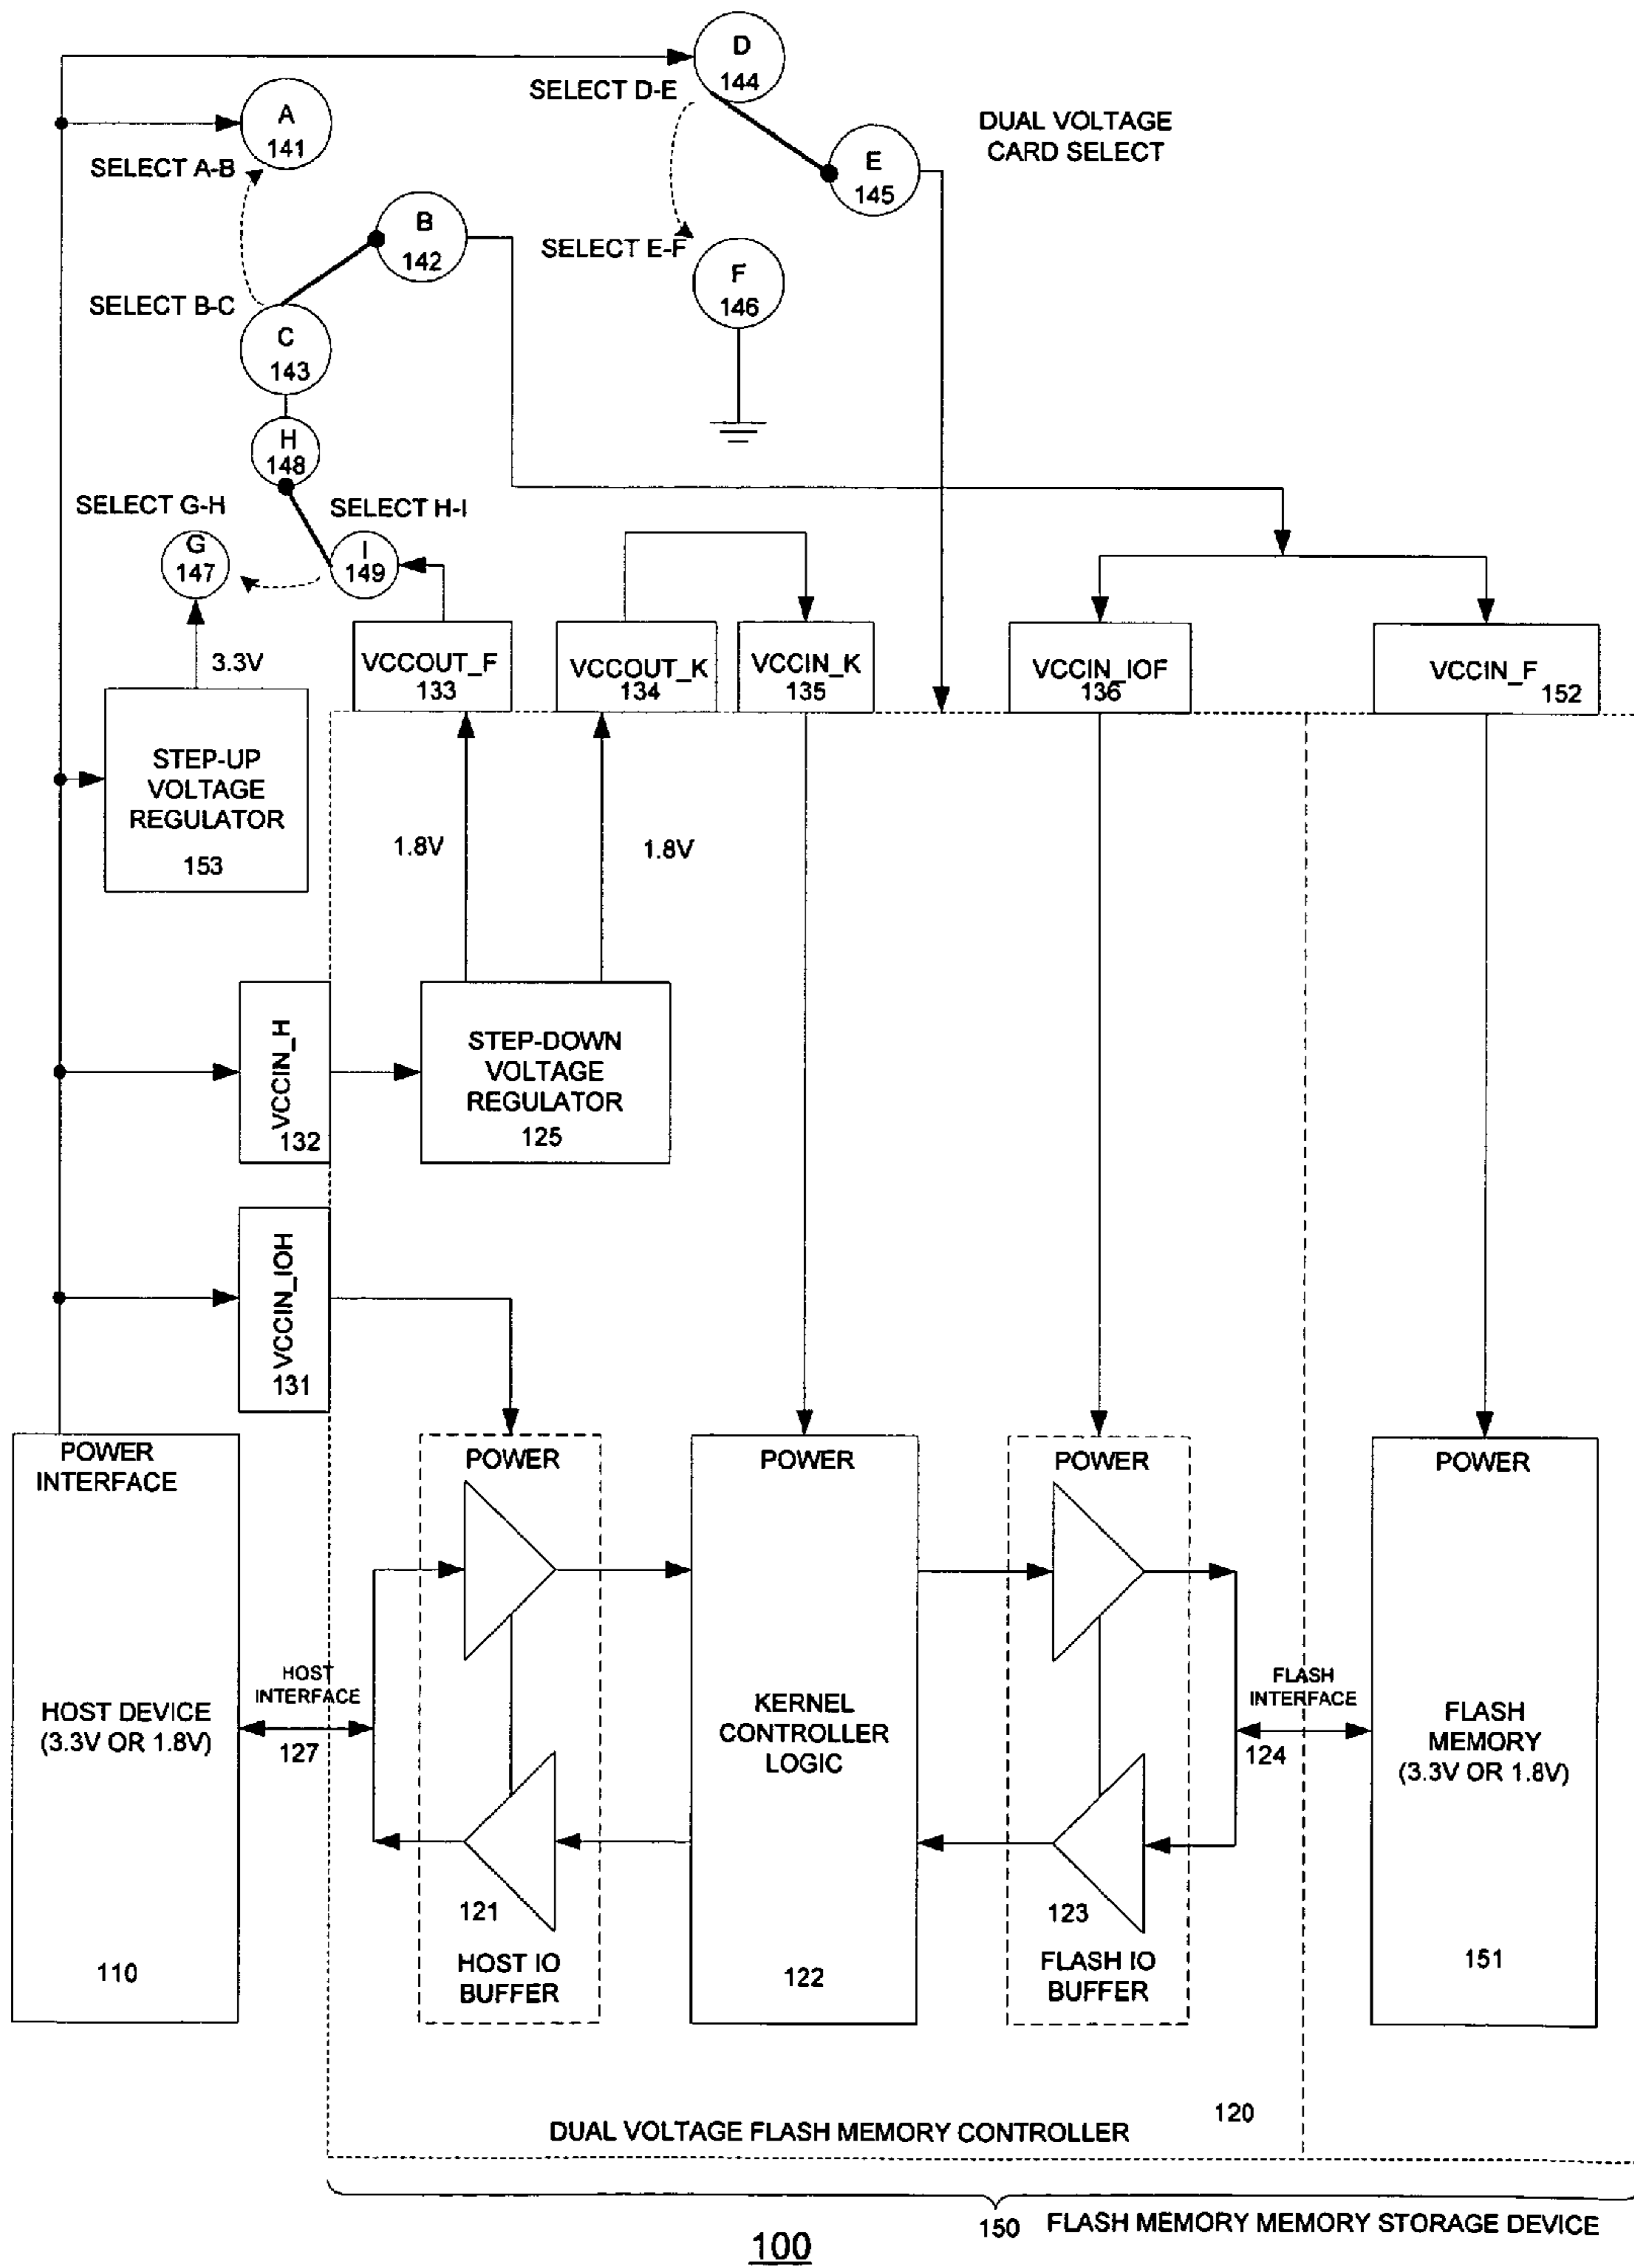 D
144
SELECT D-E
A
141
DUAL VOLTAGE
CARD SELECT
SELECT A-B
E
145
B
142
SELECT E-F
F
146
SELECT B-C
C
143
H
148
SELECT G-H
SELECT H-I
G
147
I
149
3.3V
VCCOUT_F
133
VCCOUT_K
134
VCCIN_K
135
VCCIN_IOF
136
VCCIN_F
152
STEP-UP
VOLTAGE
REGULATOR
153
1.8V
1.8V
VCCIN_H
132
STEP-DOWN
VOLTAGE
REGULATOR
125
VCCIN_IOH
131
POWER
INTERFACE
POWER
POWER
POWER
POWER
HOST
INTERFACE
127
HOST DEVICE
(3.3V OR 1.8V)
KERNEL
CONTROLLER
LOGIC
FLASH
INTERFACE
124
FLASH
MEMORY
(3.3V OR 1.8V)
121
123
110
HOST IO
BUFFER
122
FLASH IO
BUFFER
151
120
DUAL VOLTAGE FLASH MEMORY CONTROLLER
150 FLASH MEMORY MEMORY STORAGE DEVICE
100